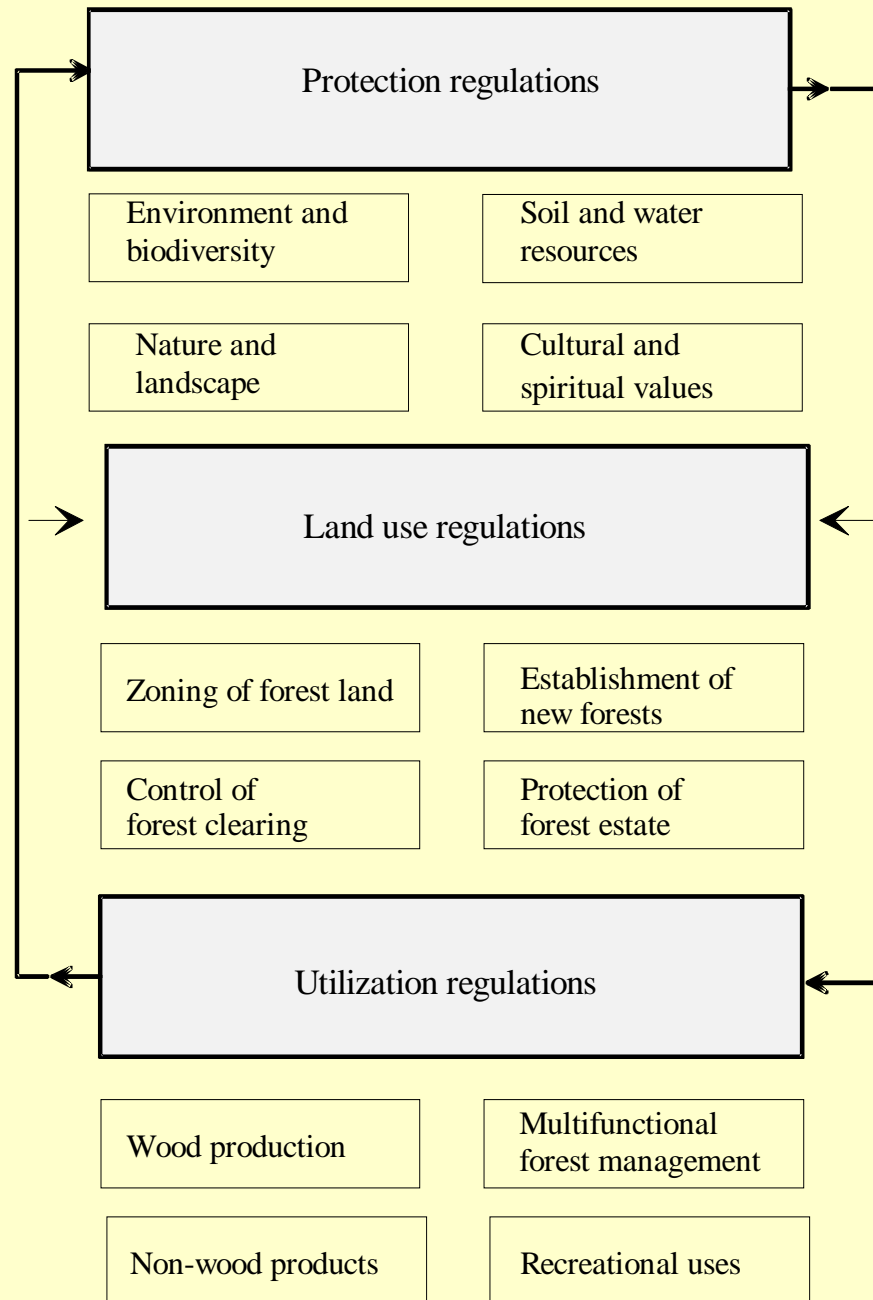 Protection regulations
Environment and
biodiversity
Soil and water
resources
Nature and
landscape
Cultural and
spiritual values
Land use regulations
Zoning of forest land
Establishment of
new forests
Control of
forest clearing
Protection of
forest estate
Utilization regulations
Wood production
Multifunctional
forest management
Non-wood products
Recreational uses